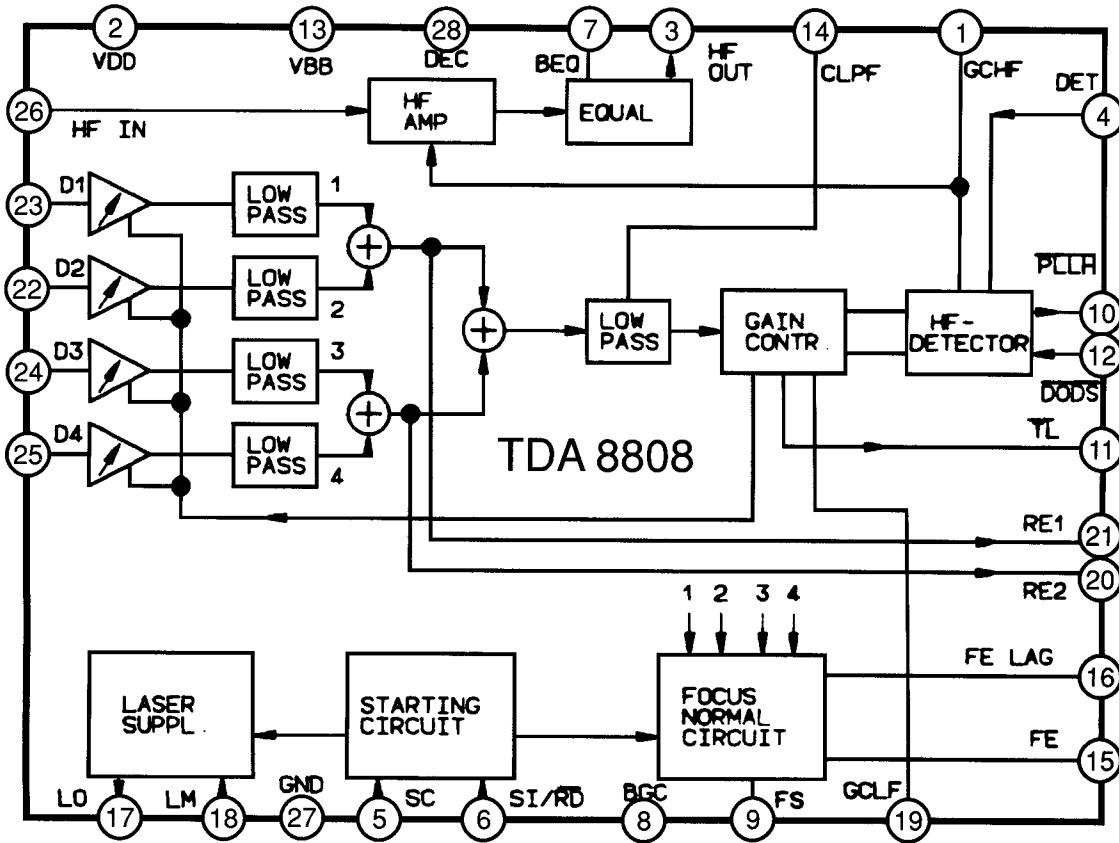 2
13
28
7
3
14
1
VDD
VBB
DEC
BEQ
HF
OUT
CLPF
GCHF
DET
26
HF IN
HF
AMP
EQUAL
4
23
D1
LOW
PASS
1
22
D2
LOW
PASS
2
PLLH
10
24
D3
LOW
PASS
3
LOW
PASS
GAIN
CONTR.
HF-
DETECTOR
12
DODS
25
D4
LOW
PASS
4
TDA 8808
TL
11
RE1
21
RE2
20
1 2 3 4
LASER
SUPPL.
STARTING
CIRCUIT
FOCUS
NORMAL
CIRCUIT
FE LAG
16
FE
15
LO
LM
GND
SC
SI/RD
BGC
FS
GCLF
17
18
27
5
6
8
9
19